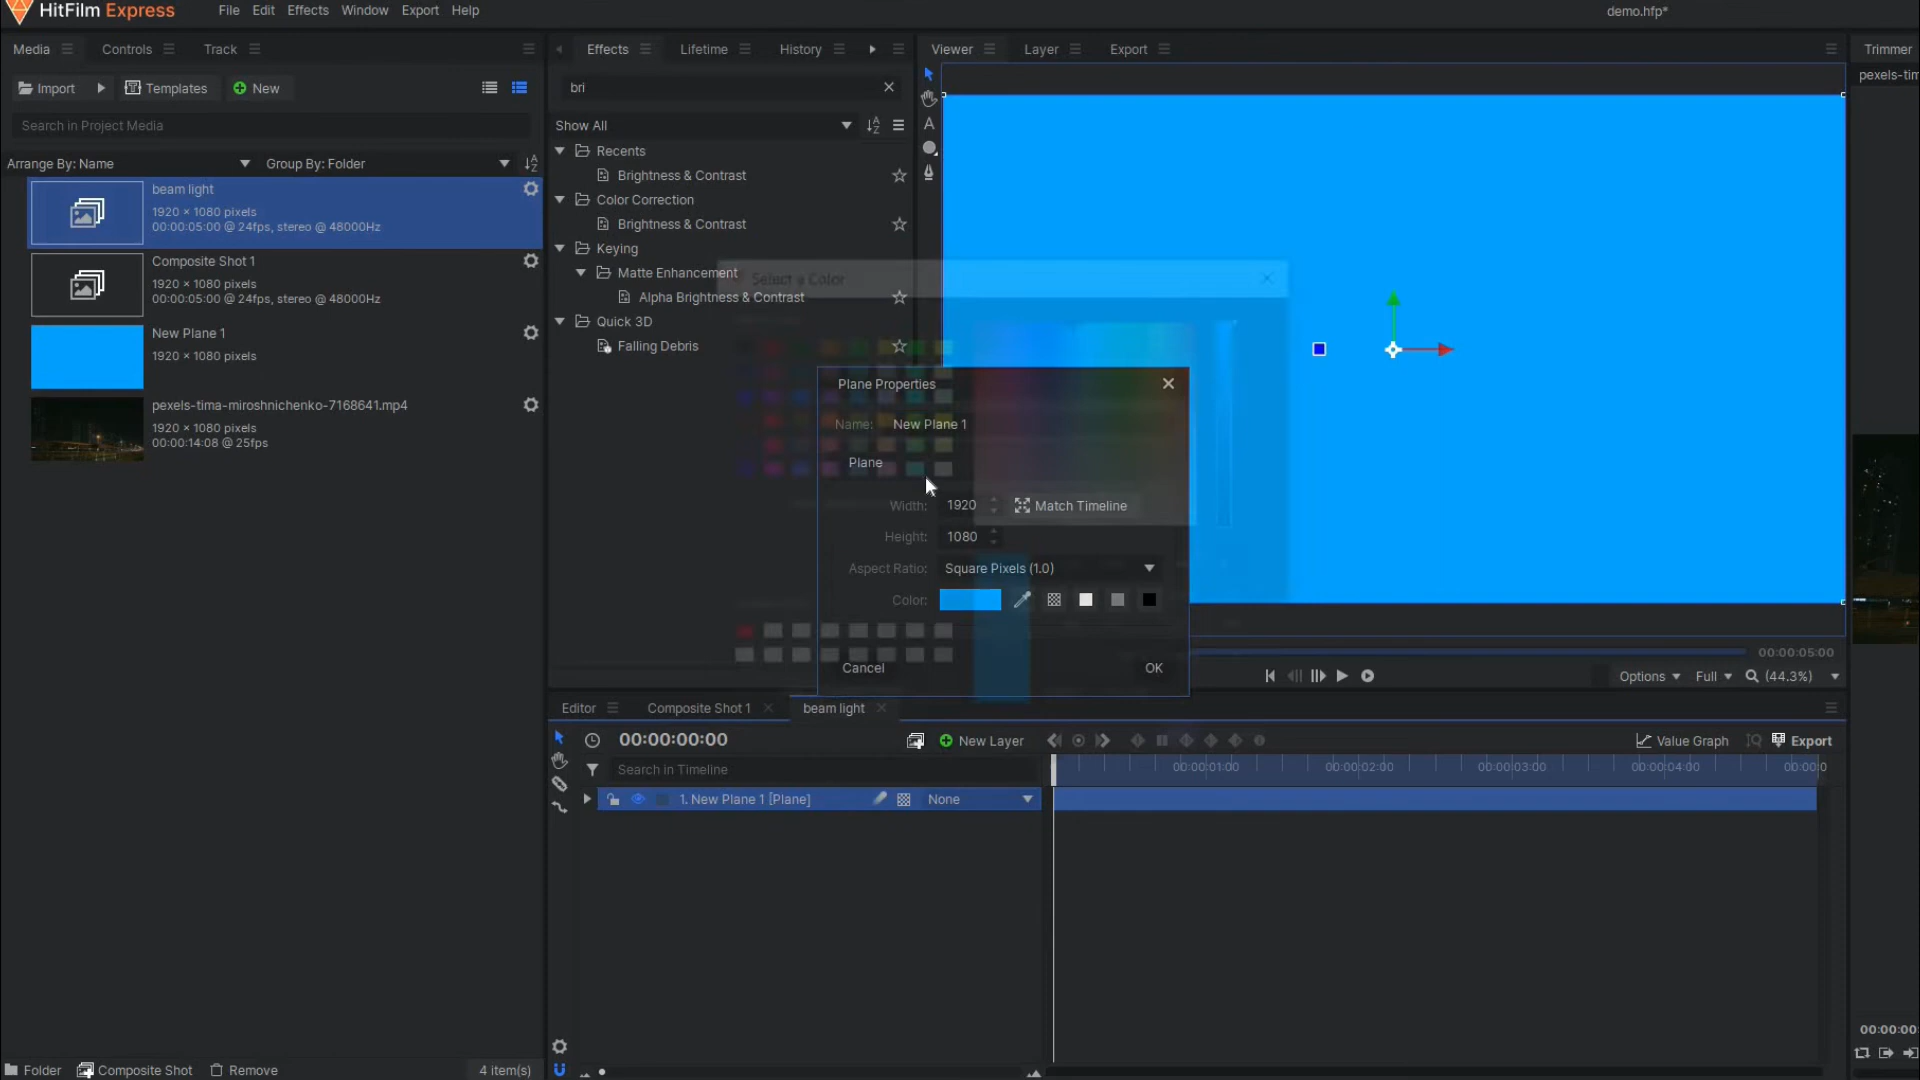 HitFilm Express
File Edit Effects Window Export Help
demo.hfp*
Media Controls Track
Effects Lifetime History
Viewer Layer Export
Trimmer
Import Templates New
bri
pexels-tim
Search in Project Media
Show All
Arrange By: Name Group By: Folder
beam light
1920 × 1080 pixels
00:00:05:00 @ 24fps, stereo @ 48000Hz
Composite Shot 1
1920 × 1080 pixels
00:00:05:00 @ 24fps, stereo @ 48000Hz
New Plane 1
1920 × 1080 pixels
pexels-tima-miroshnichenko-7168641.mp4
1920 × 1080 pixels
00:00:14:08 @ 25fps
Recents
Brightness & Contrast
Color Correction
Brightness & Contrast
Keying
Matte Enhancement
Alpha Brightness & Contrast
Quick 3D
Falling Debris
Select a Color
Plane Properties
Name: New Plane 1
Plane
Width: 1920 Match Timeline
Height: 1080
Aspect Ratio: Square Pixels (1.0)
Color:
Cancel OK
00:00:05:00
Options Full (44.3%)
Editor Composite Shot 1 beam light
00:00:00:00 New Layer Value Graph Export
Search in Timeline
00:00:01:00 00:00:02:00 00:00:03:00 00:00:04:00 00:00:0
1. New Plane 1 [Plane] None
00:00:00:
Folder Composite Shot Remove 4 item(s)